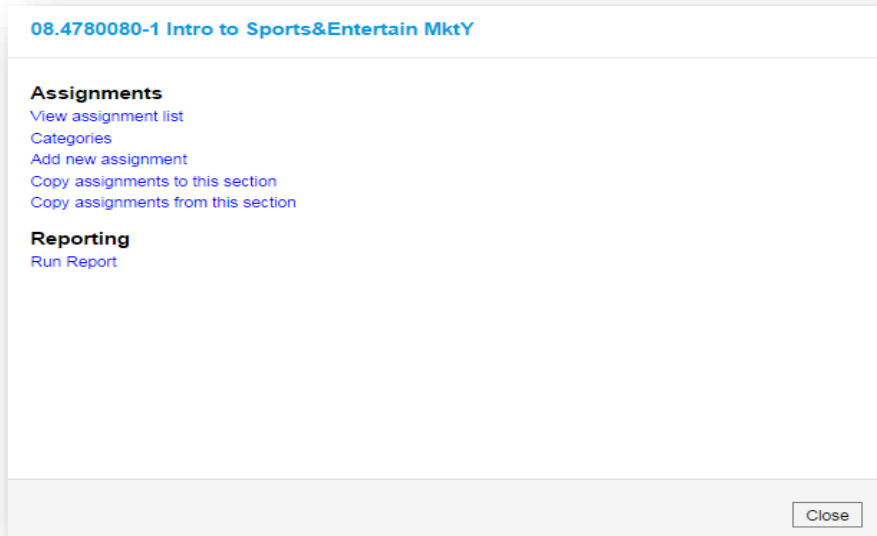 08.4780080-1 Intro to Sports&Entertain MktY
Assignments
View assignment list
Categories
Add new assignment
Copy assignments to this section
Copy assignments from this section
Reporting
Run Report
Close